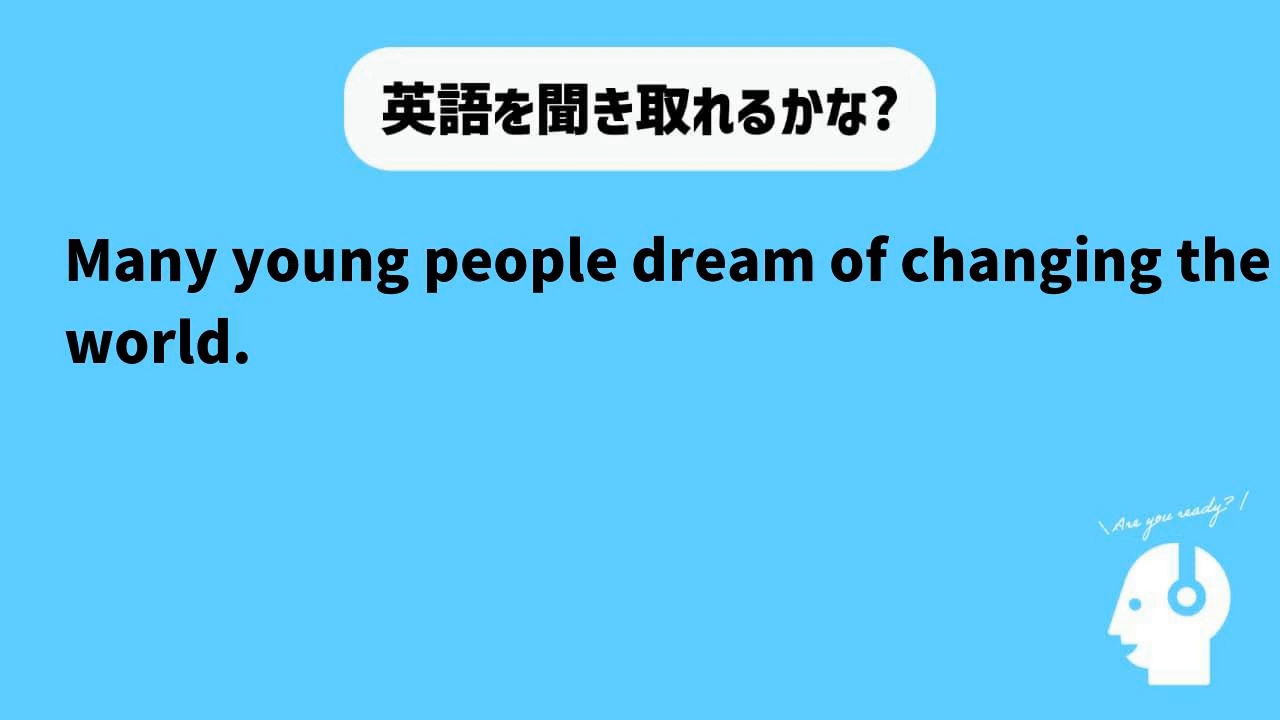 英語を聞き取れるかな?
Many young people dream of changing the
world.
\Are you ready?/